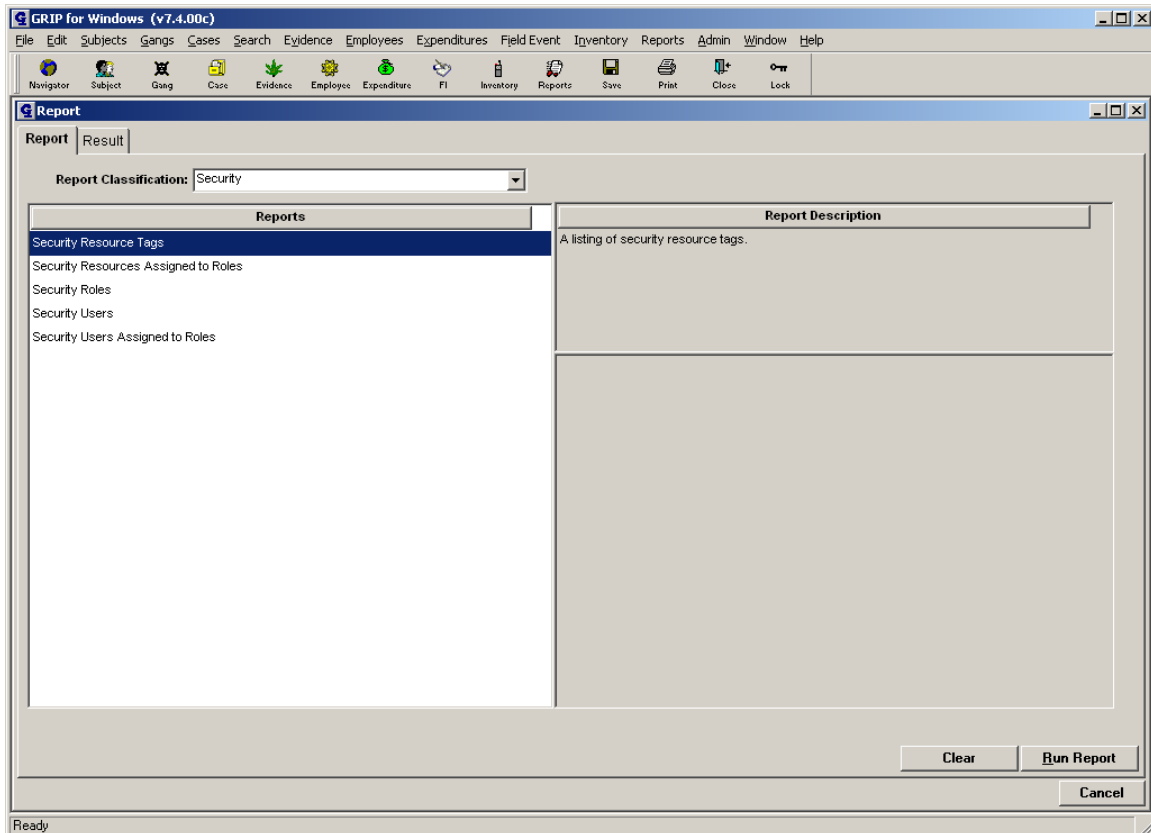 GRIP for Windows (v7.4.00c)
File Edit Subjects Gangs Cases Search Evidence Employees Expenditures Field Event Inventory Reports Admin Window Help
Navigator Subject Gang Case Evidence Employee Expenditure FI Inventory Reports Save Print Close Lock
Report
Report Result
Report Classification: Security
Reports Report Description
Security Resource Tags A listing of security resource tags.
Security Resources Assigned to Roles
Security Roles
Security Users
Security Users Assigned to Roles
Clear Run Report
Cancel
Ready